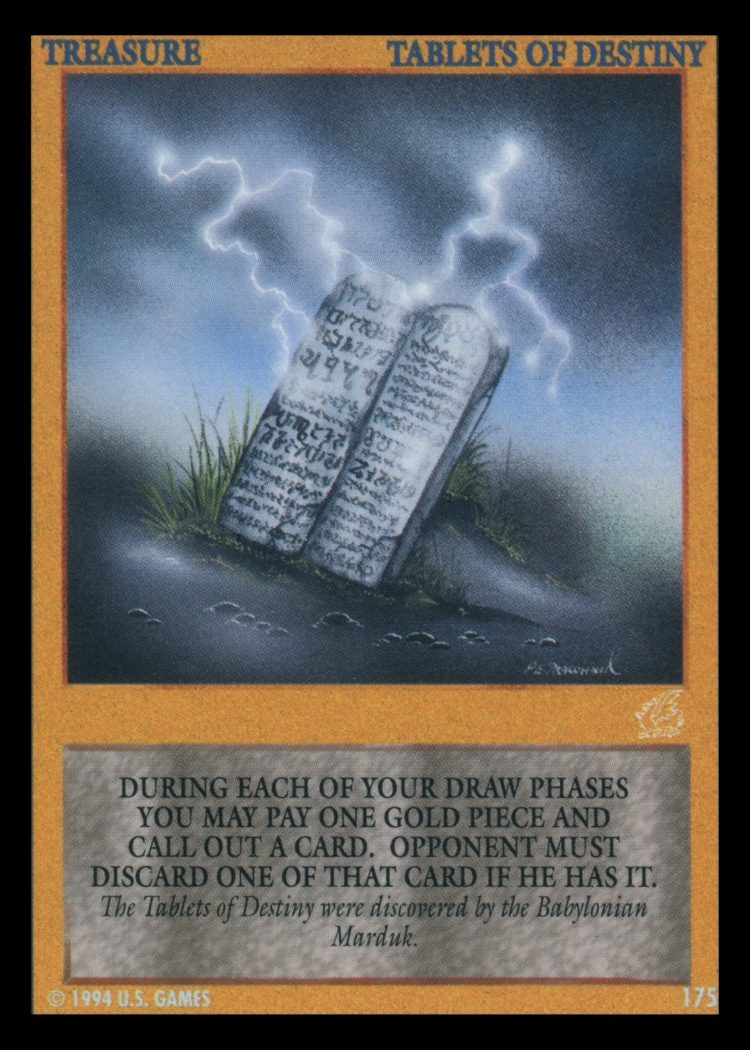 TREASURE TABLETS OF DESTINY
DURING EACH OF YOUR DRAW PHASES
YOU MAY PAY ONE GOLD PIECE AND
CALL OUT A CARD. OPPONENT MUST
DISCARD ONE OF THAT CARD IF HE HAS IT.
The Tablets of Destiny were discovered by the Babylonian
Marduk.
© 1994 U.S. GAMES 175